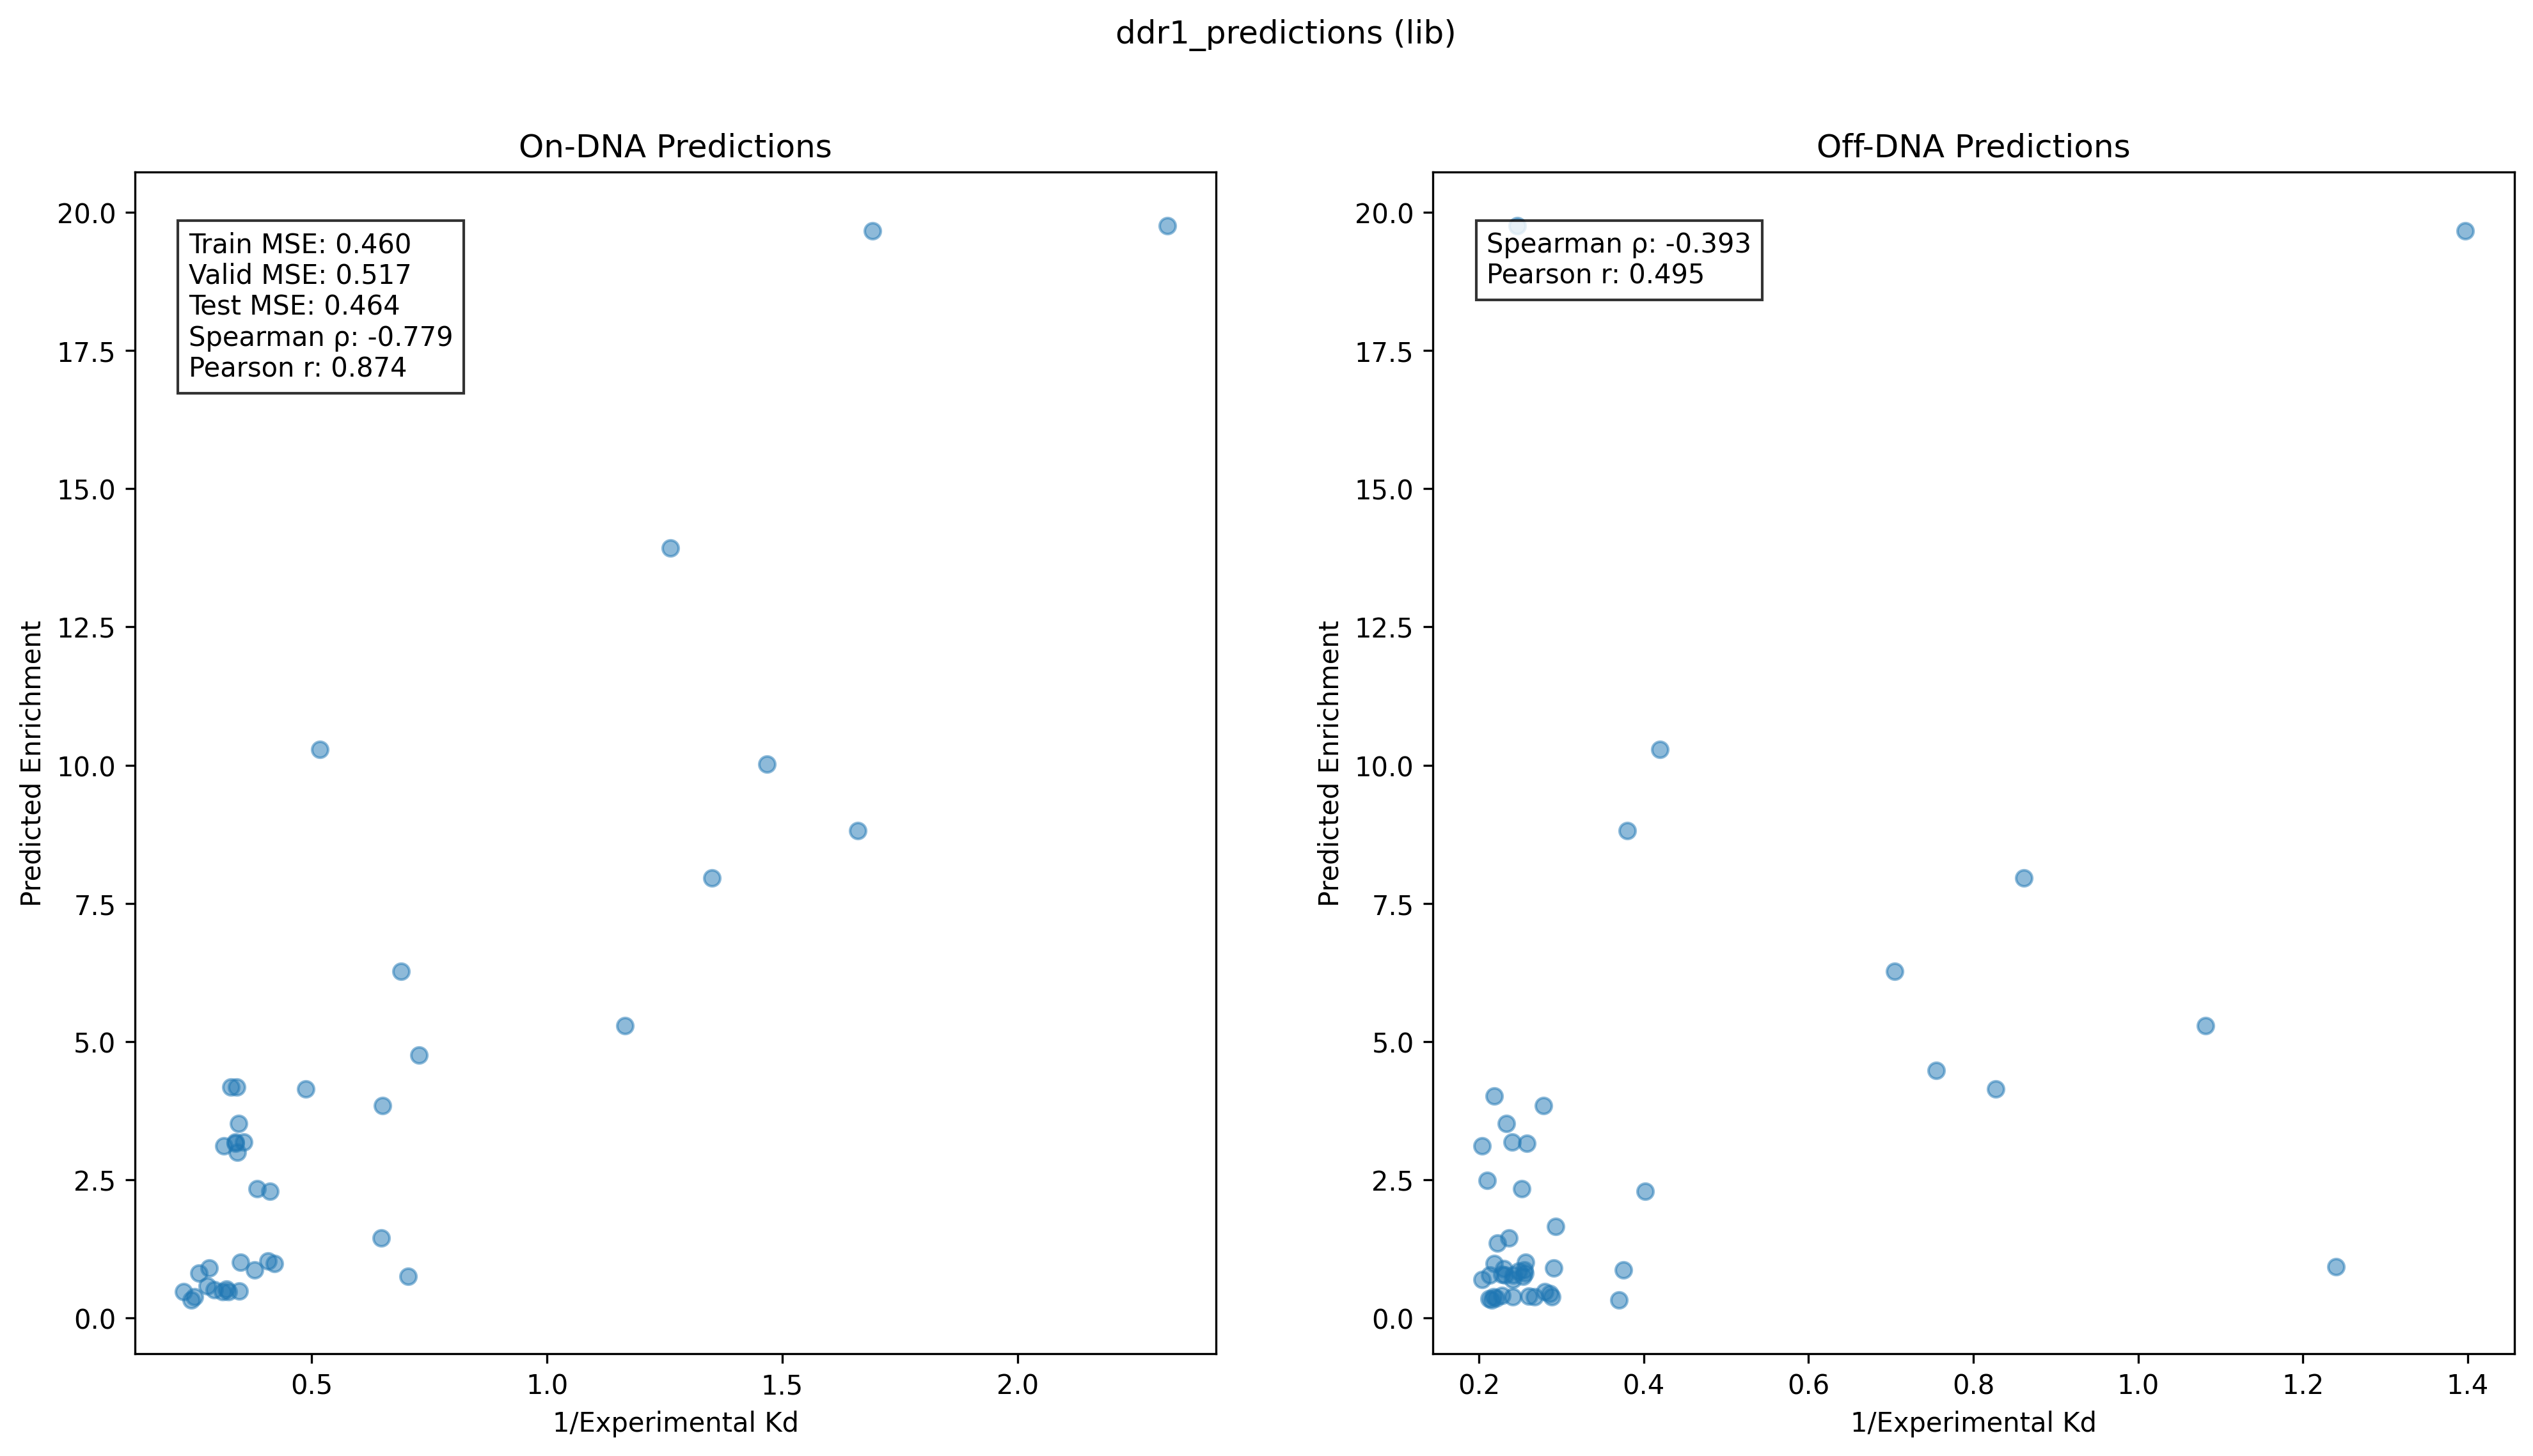 ddr1_predictions (lib)
On-DNA Predictions
20.0
17.5
15.0
12.5
10.0
7.5
5.0
2.5
0.0
Predicted Enrichment
Train MSE: 0.460
Valid MSE: 0.517
Test MSE: 0.464
Spearman ρ: -0.779
Pearson r: 0.874
0.5 1.0 1.5 2.0
1/Experimental Kd
Off-DNA Predictions
20.0
17.5
15.0
12.5
10.0
7.5
5.0
2.5
0.0
Predicted Enrichment
Spearman ρ: -0.393
Pearson r: 0.495
0.2 0.4 0.6 0.8 1.0 1.2 1.4
1/Experimental Kd